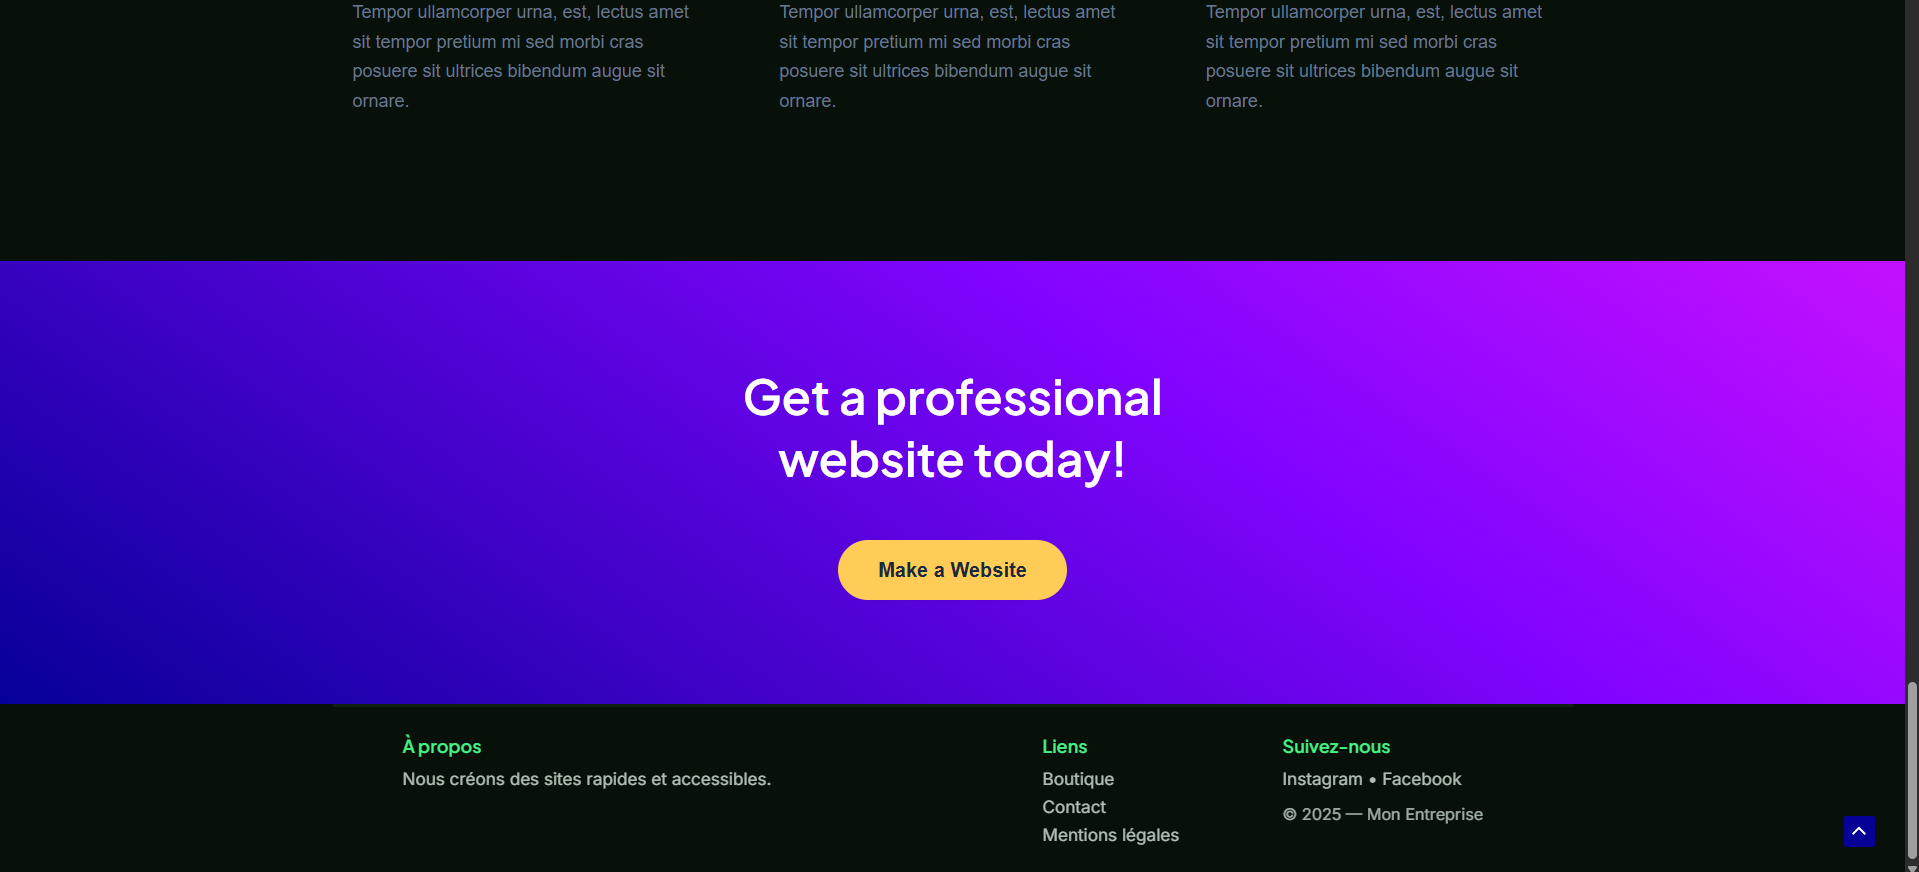 Tempor ullamcorper urna, est, lectus amet
sit tempor pretium mi sed morbi cras
posuere sit ultrices bibendum augue sit
ornare.
Tempor ullamcorper urna, est, lectus amet
sit tempor pretium mi sed morbi cras
posuere sit ultrices bibendum augue sit
ornare.
Tempor ullamcorper urna, est, lectus amet
sit tempor pretium mi sed morbi cras
posuere sit ultrices bibendum augue sit
ornare.
Get a professional
website today!
Make a Website
À propos
Nous créons des sites rapides et accessibles.
Liens
Boutique
Contact
Mentions légales
Suivez-nous
Instagram • Facebook
© 2025 — Mon Entreprise